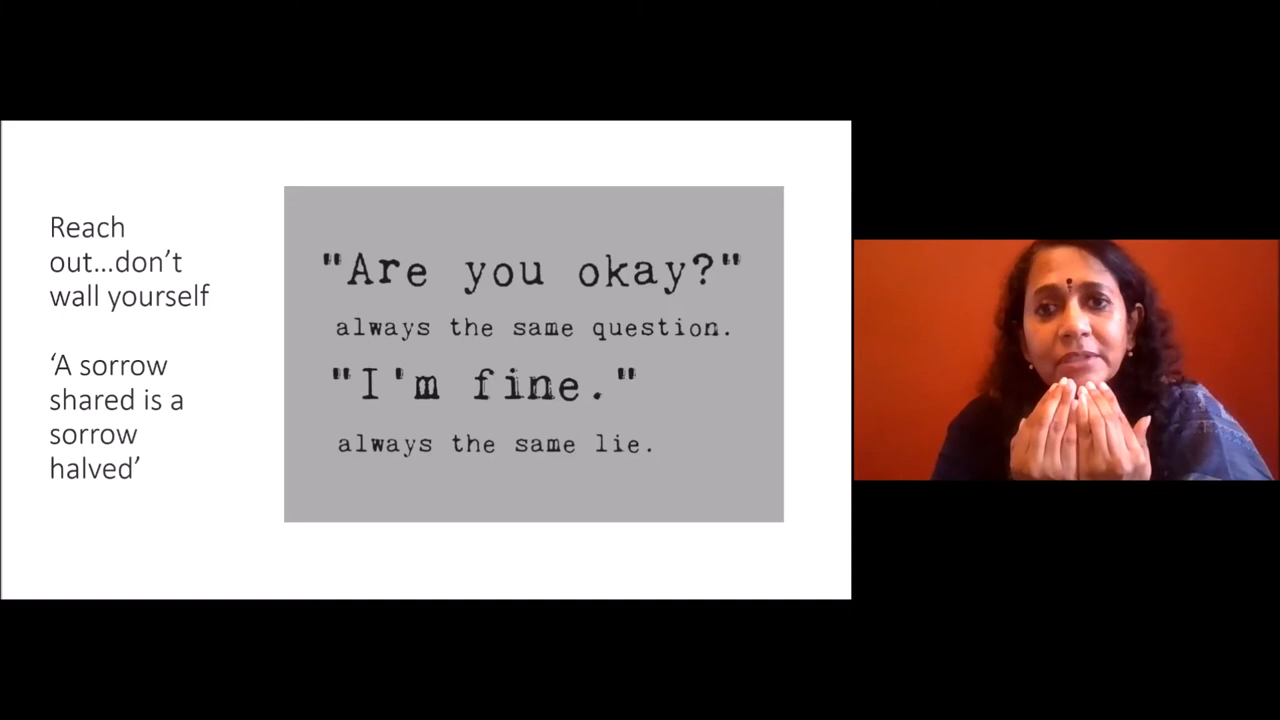 Reach
out...don’t
wall yourself
‘A sorrow
shared is a
sorrow
halved’
"Are you okay?"
always the same question.
"I'm fine."
always the same lie.